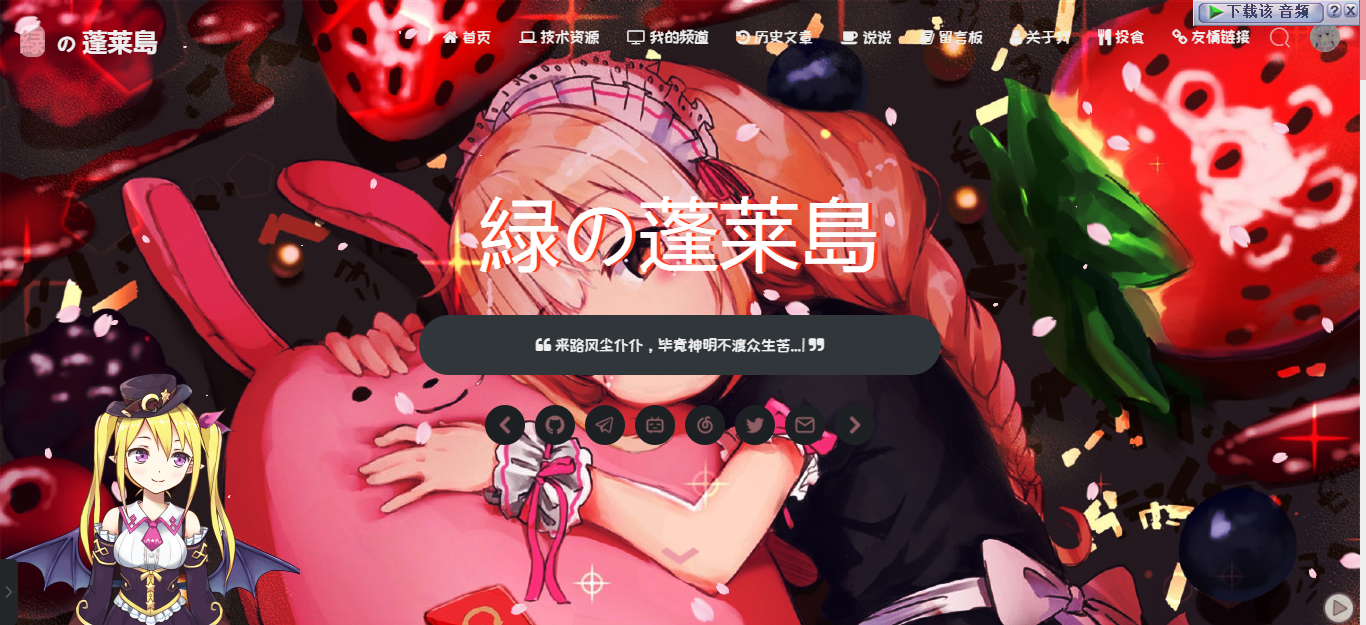 下载该 音频
緑 の 蓬莱島
首页 技术资源 我的频道 历史文章 说说 留言板 关于我 投食 友情链接
緑の蓬莱島
❝ 来路风尘仆仆，毕竟神明不渡众生苦...| ❞